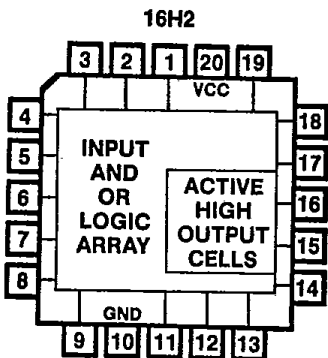 16H2
3 2 1 20 19
VCC
4 18
5 17
6 16
7 15
8 14
INPUT
AND
OR
LOGIC
ARRAY
ACTIVE
HIGH
OUTPUT
CELLS
GND
9 10 11 12 13